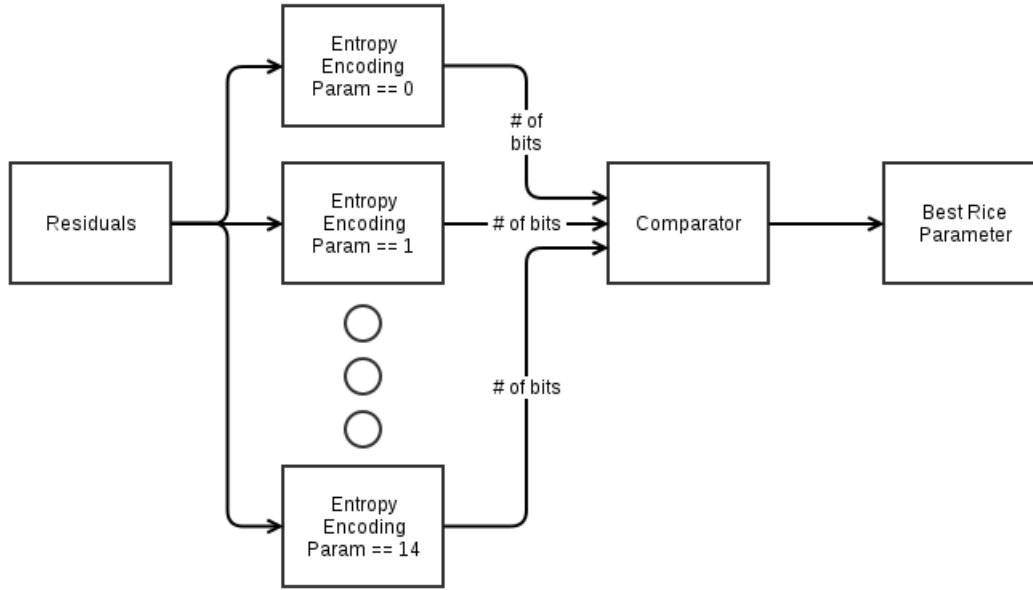 Entropy
Encoding
Param == 0
# of
bits
Residuals
Entropy
Encoding
Param == 1
# of bits
Comparator
Best Rice
Parameter
# of bits
Entropy
Encoding
Param == 14